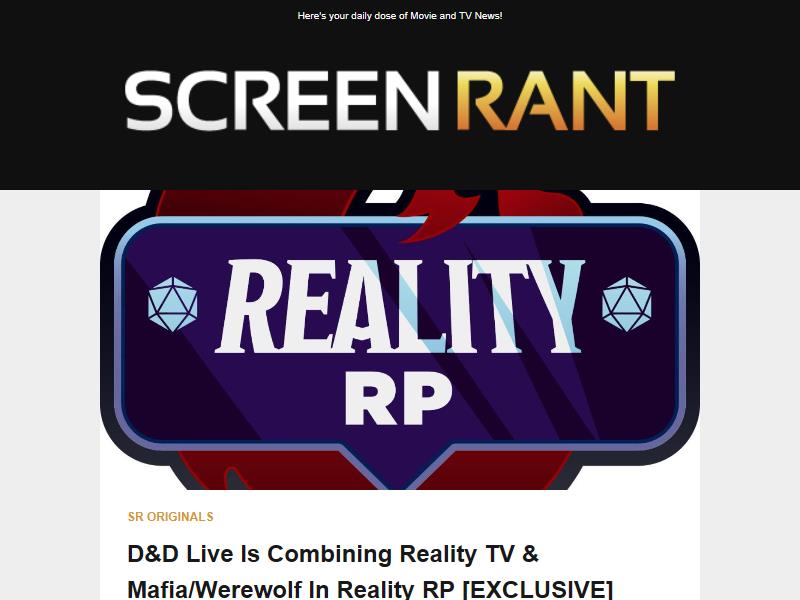 Here's your daily dose of Movie and TV News!
SCREEN RANT
REALITY
RP
SR ORIGINALS
D&D Live Is Combining Reality TV &
Mafia/Werewolf In Reality RP [EXCLUSIVE]